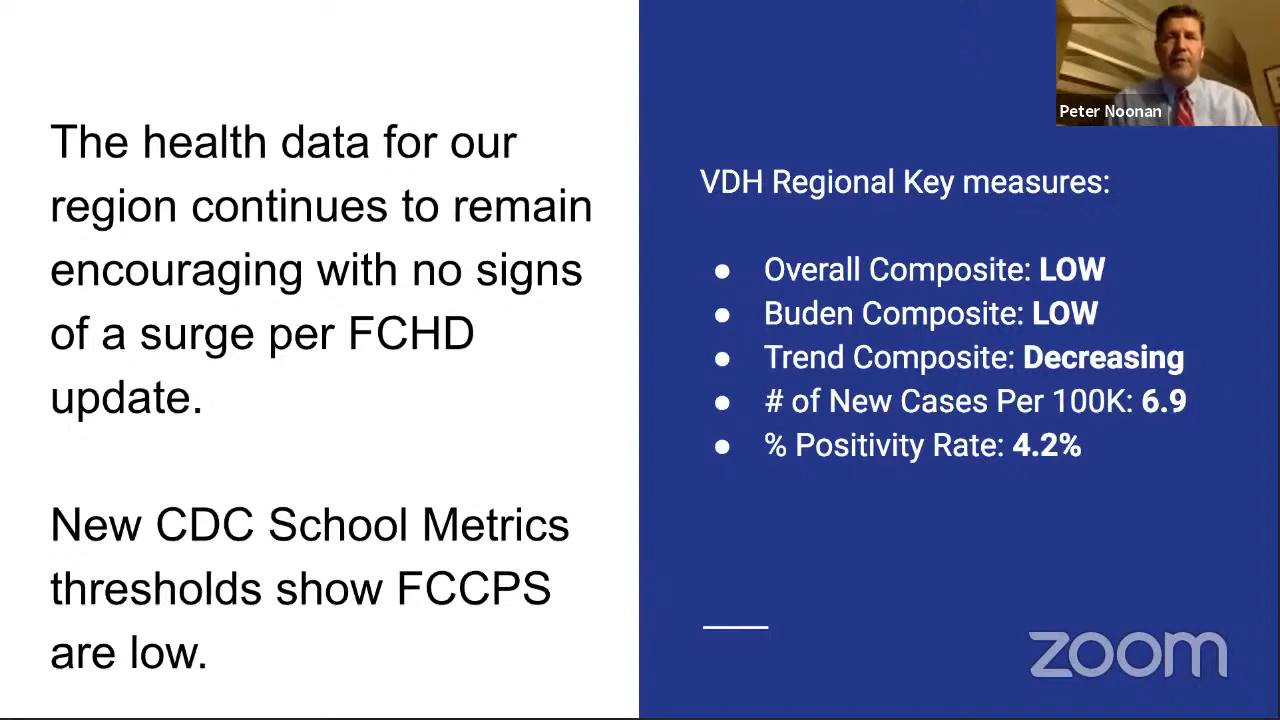 The health data for our
region continues to remain
encouraging with no signs
of a surge per FCHD
update.
New CDC School Metrics
thresholds show FCCPS
are low.
Peter Noonan
VDH Regional Key measures:
● Overall Composite: LOW
● Buden Composite: LOW
● Trend Composite: Decreasing
● # of New Cases Per 100K: 6.9
● % Positivity Rate: 4.2%
zoom